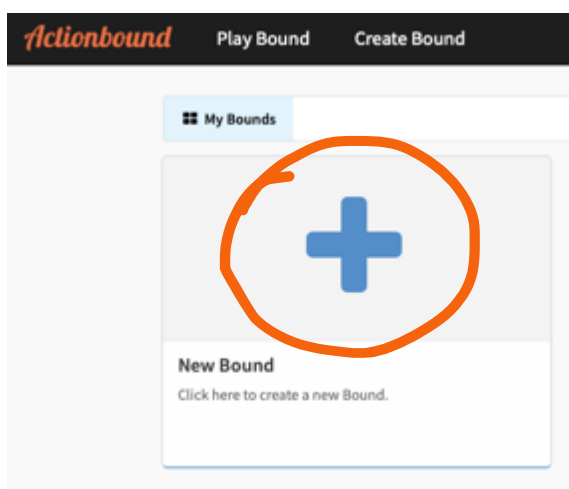 Actionbound Play Bound Create Bound
My Bounds
New Bound
Click here to create a new Bound.